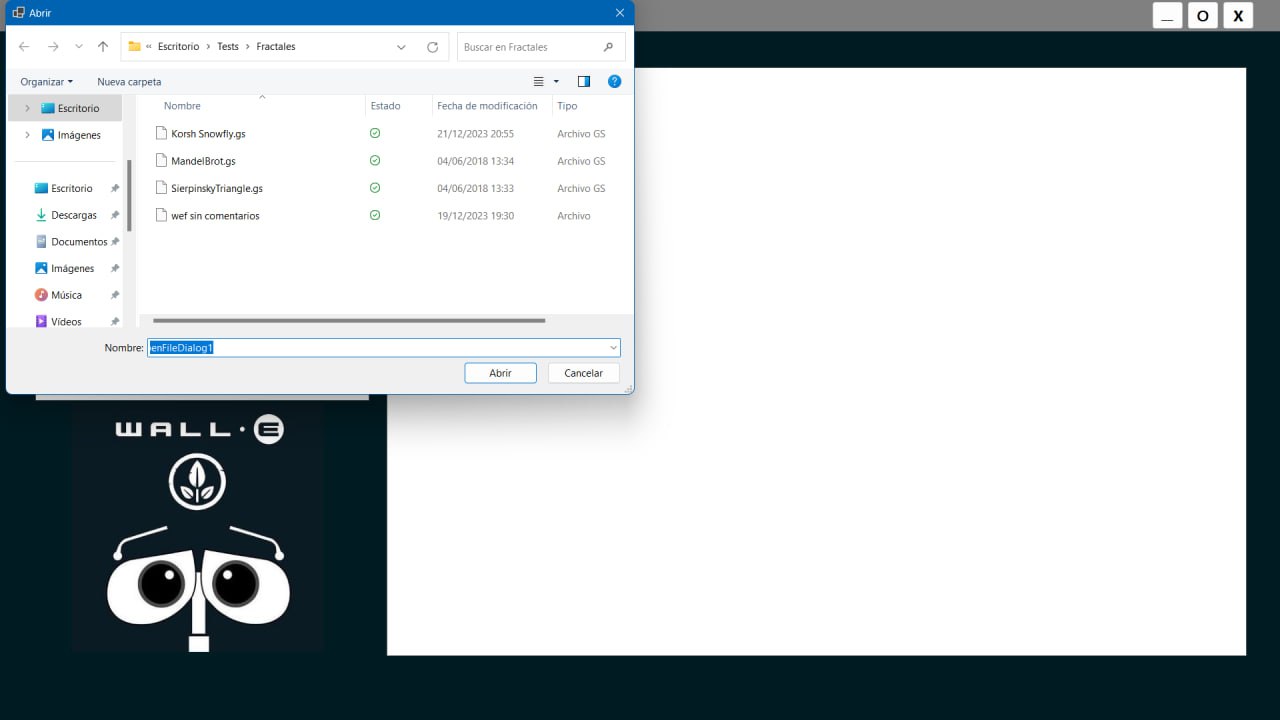 Abrir
_ O X
« Escritorio > Tests > Fractales
Buscar en Fractales
Organizar Nueva carpeta
?
Nombre Estado Fecha de modificación Tipo
Escritorio
Imágenes
Escritorio
Descargas
Documentos
Imágenes
Música
Vídeos
Korsh Snowfly.gs 21/12/2023 20:55 Archivo GS
MandelBrot.gs 04/06/2018 13:34 Archivo GS
SierpinskyTriangle.gs 04/06/2018 13:33 Archivo GS
wef sin comentarios 19/12/2023 19:30 Archivo
Nombre: enFileDialog1
Abrir Cancelar
WALL·E